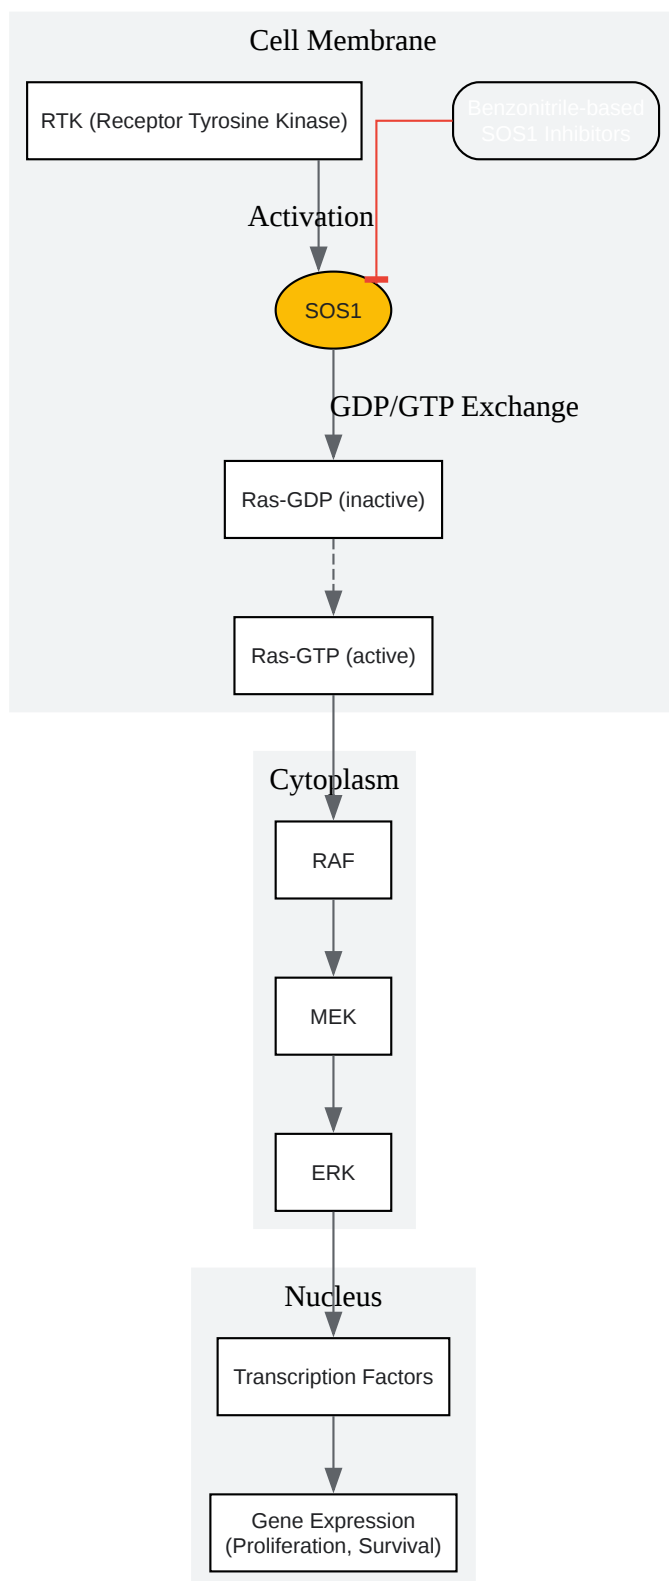 Cell Membrane
RTK (Receptor Tyrosine Kinase)
Benzonitrile-based
SOS1 Inhibitors
Activation
SOS1
GDP/GTP Exchange
Ras-GDP (inactive)
Ras-GTP (active)
Cytoplasm
RAF
MEK
ERK
Nucleus
Transcription Factors
Gene Expression
(Proliferation, Survival)